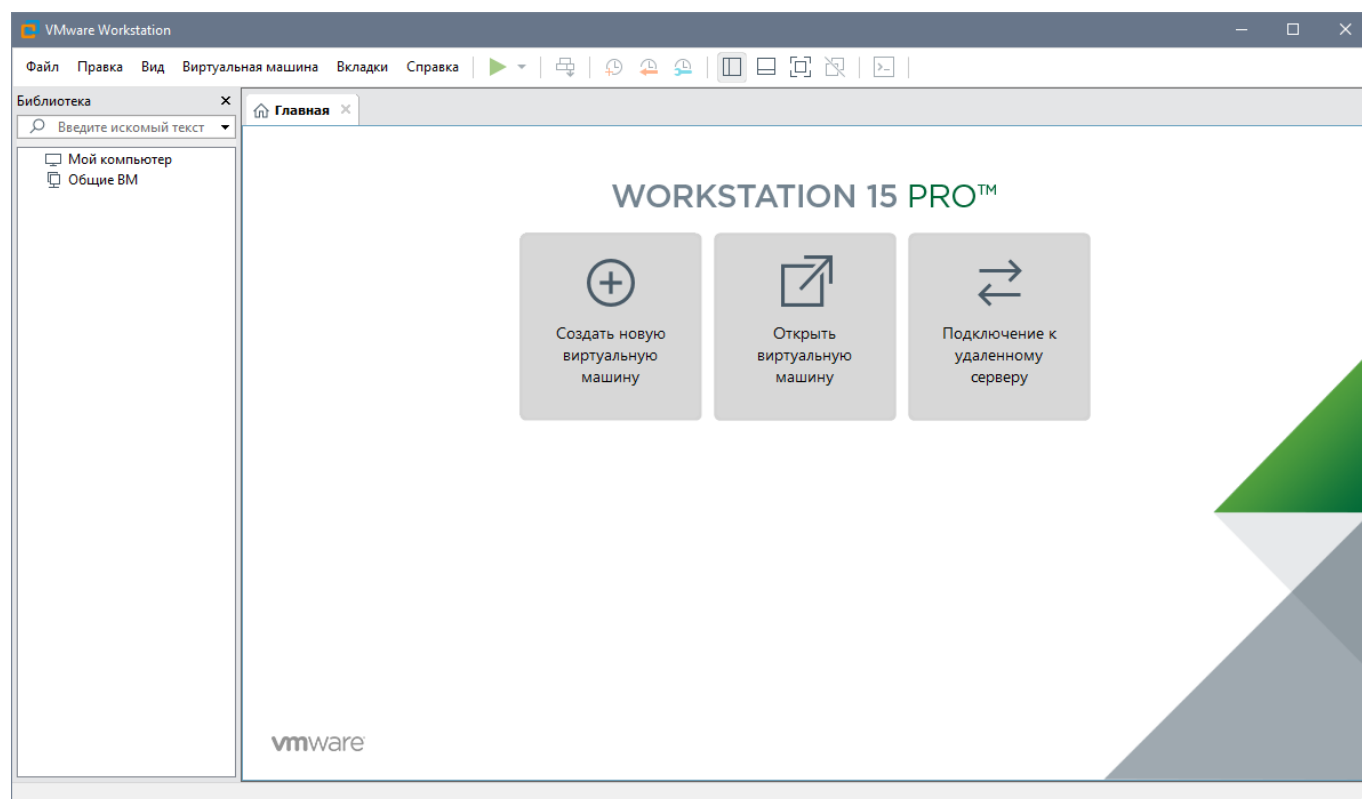 VMware Workstation
Файл Правка Вид Виртуальная машина Вкладки Справка
Библиотека
Введите искомый текст
Мой компьютер
Общие ВМ
Главная
WORKSTATION 15 PRO™
Создать новую
виртуальную
машину
Открыть
виртуальную
машину
Подключение к
удаленному
серверу
vmware